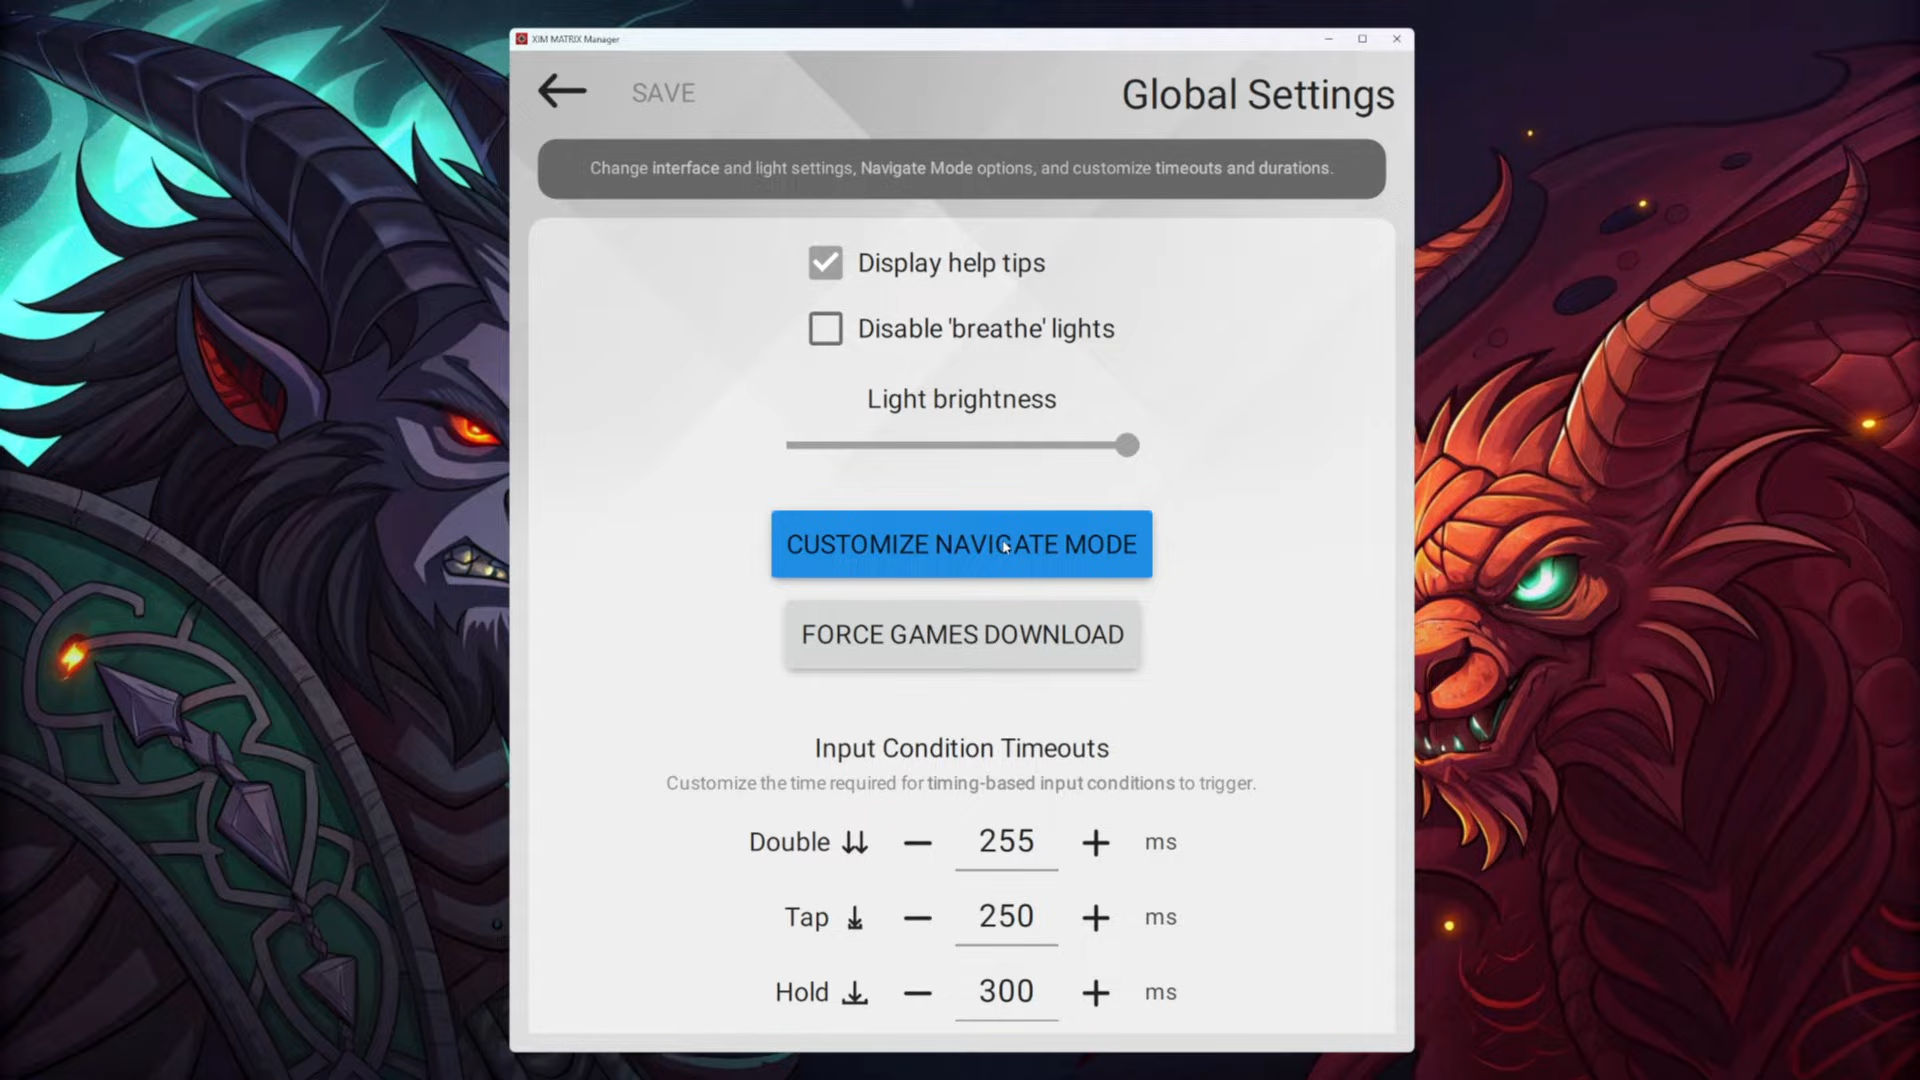 XIM MATRIX Manager
SAVE
Global Settings
Change interface and light settings, Navigate Mode options, and customize timeouts and durations.
Display help tips
Disable 'breathe' lights
Light brightness
CUSTOMIZE NAVIGATE MODE
FORCE GAMES DOWNLOAD
Input Condition Timeouts
Customize the time required for timing-based input conditions to trigger.
Double 255 ms
Tap 250 ms
Hold 300 ms